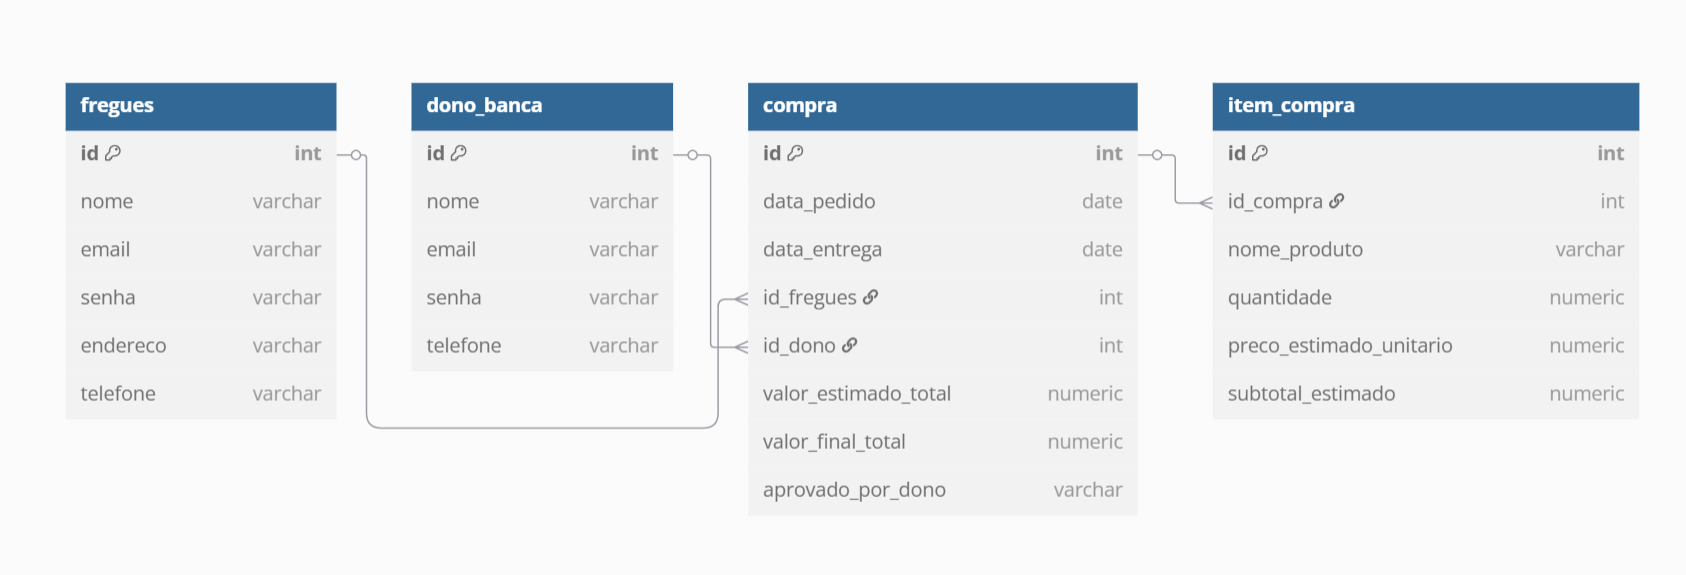 fregues
id int
nome varchar
email varchar
senha varchar
endereco varchar
telefone varchar
dono_banca
id int
nome varchar
email varchar
senha varchar
telefone varchar
compra
id int
data_pedido date
data_entrega date
id_fregues int
id_dono int
valor_estimado_total numeric
valor_final_total numeric
aprovado_por_dono varchar
item_compra
id int
id_compra int
nome_produto varchar
quantidade numeric
preco_estimado_unitario numeric
subtotal_estimado numeric